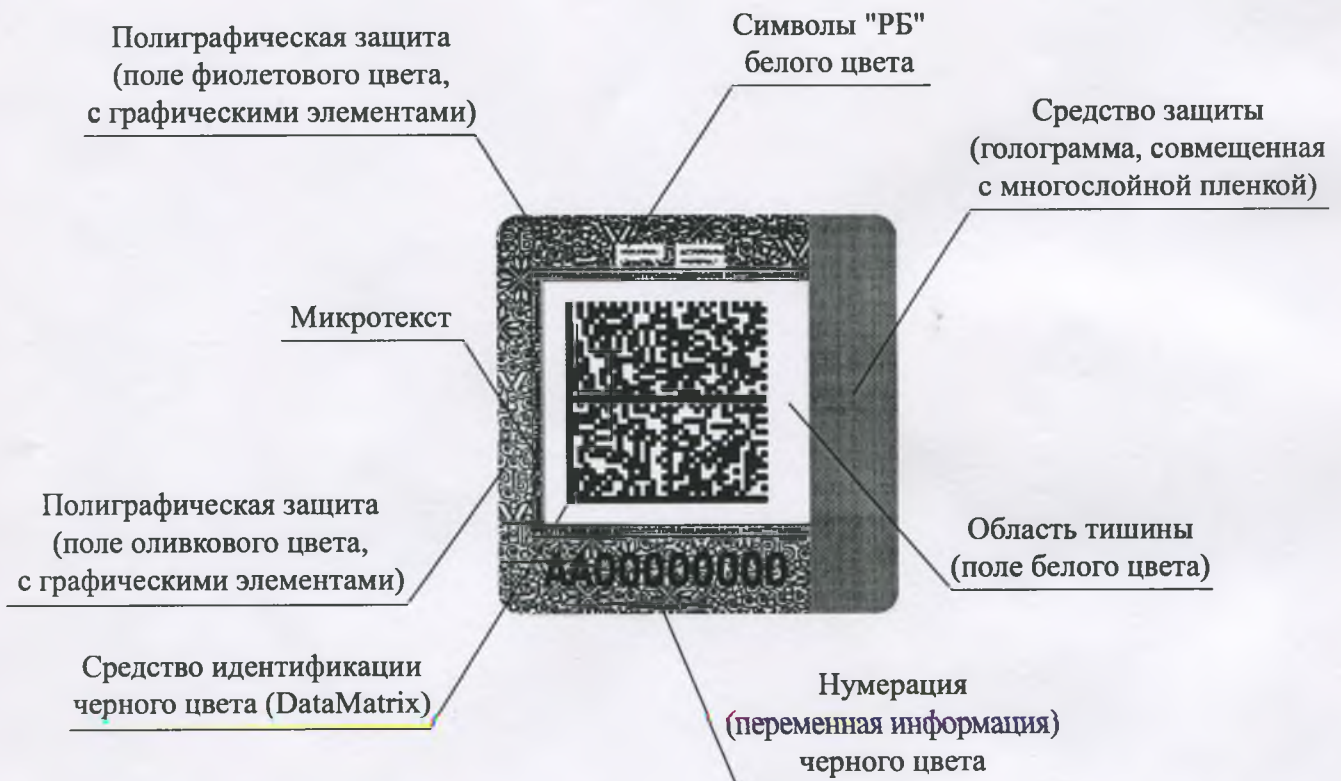 Полиграфическая защита
(поле фиолетового цвета,
с графическими элементами)
Символы "РБ"
белого цвета
Средство защиты
(голограмма, совмещенная
с многослойной пленкой)
Микротекст
Полиграфическая защита
(поле оливкового цвета,
с графическими элементами)
Область тишины
(поле белого цвета)
АА00000000
Средство идентификации
черного цвета (DataMatrix)
Нумерация
(переменная информация)
черного цвета